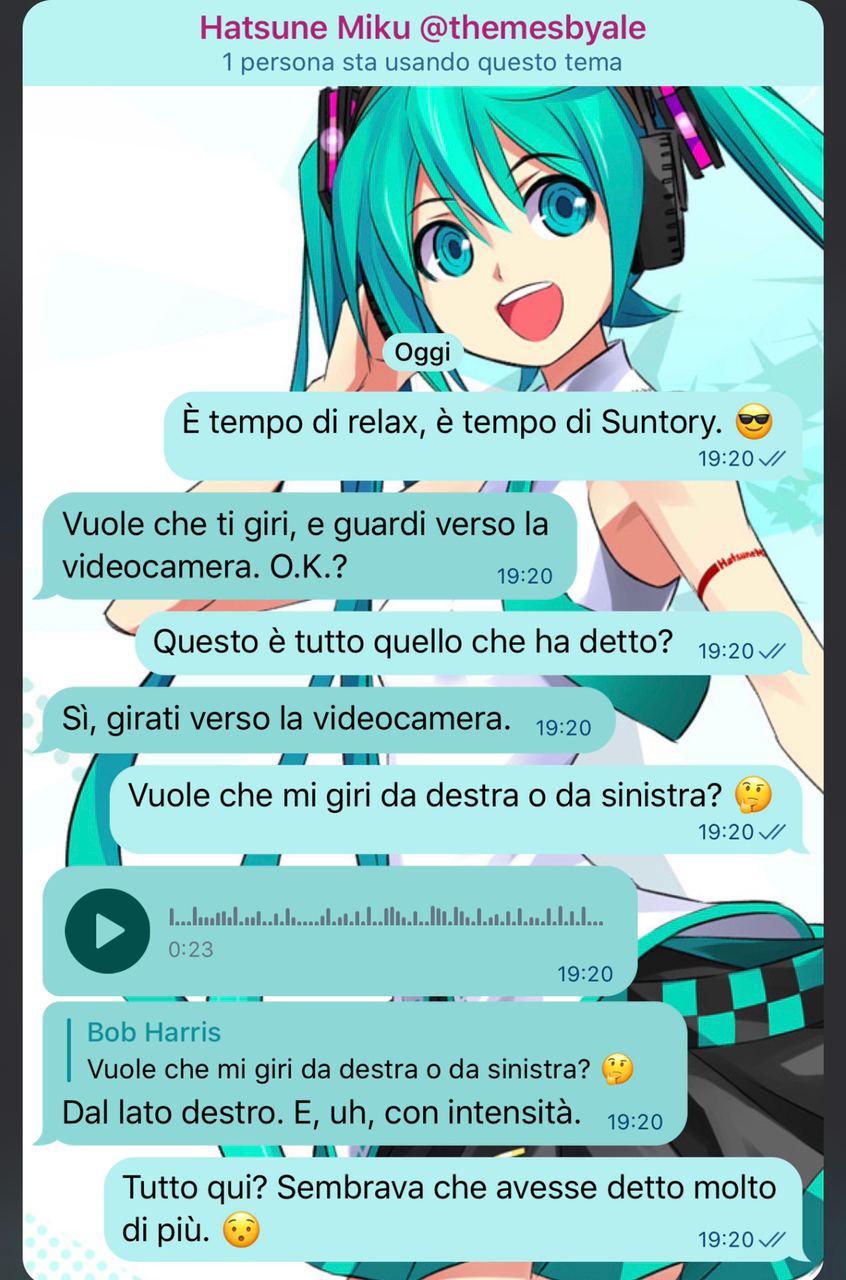 Hatsune Miku @themesbyale
1 persona sta usando questo tema
Oggi
È tempo di relax, è tempo di Suntory. 😎
19:20
Vuole che ti giri, e guardi verso la
videocamera. O.K.?
19:20
Questo è tutto quello che ha detto?
19:20
Sì, girati verso la videocamera.
19:20
Vuole che mi giri da destra o da sinistra? 🤔
19:20
0:23
19:20
Bob Harris
Vuole che mi giri da destra o da sinistra? 🤔
Dal lato destro. E, uh, con intensità.
19:20
Tutto qui? Sembrava che avesse detto molto
di più. 😯
19:20